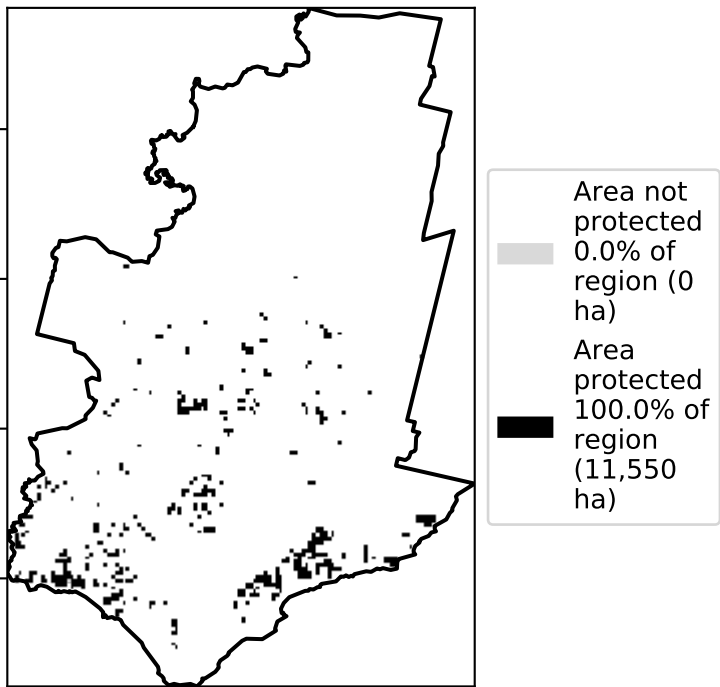 Area not
protected
0.0% of
region (0
ha)
Area
protected
100.0% of
region
(11,550
ha)